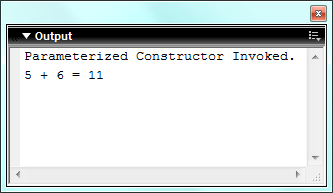 Output
Parameterized Constructor Invoked.
5 + 6 = 11